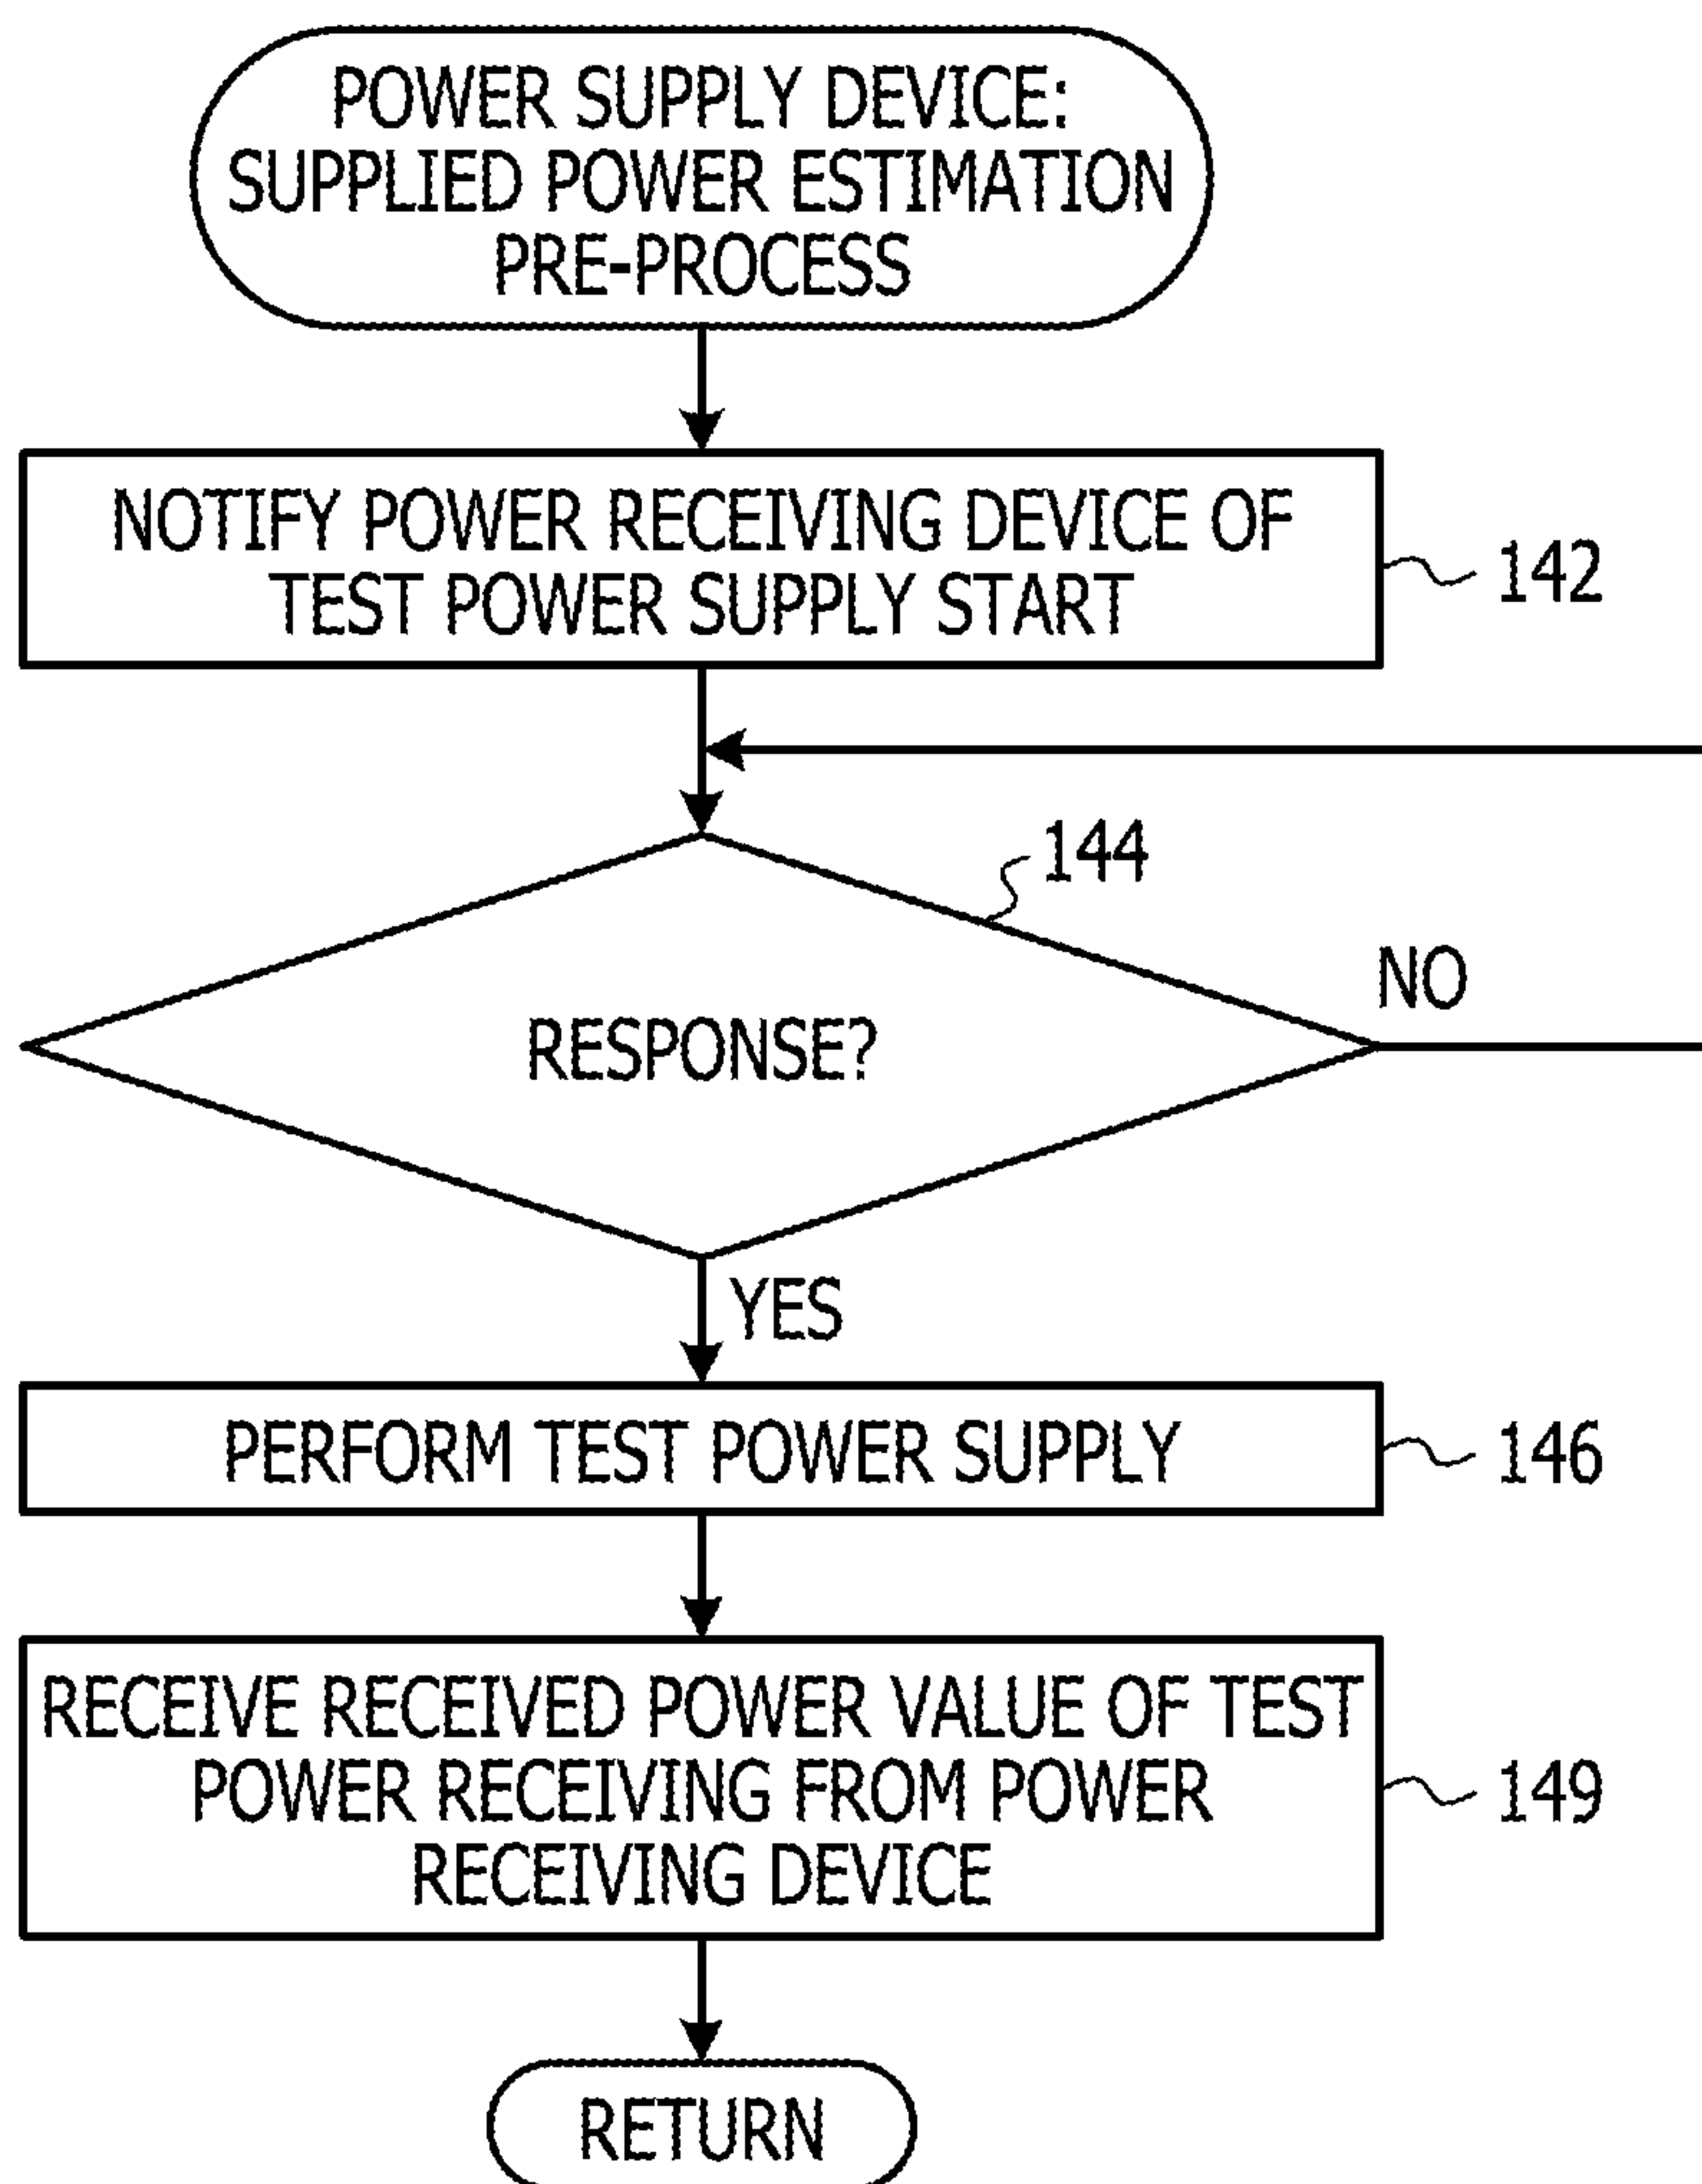 POWER SUPPLY DEVICE:
SUPPLIED POWER ESTIMATION
PRE-PROCESS
NOTIFY POWER RECEIVING DEVICE OF
TEST POWER SUPPLY START
142
144
NO
RESPONSE?
YES
PERFORM TEST POWER SUPPLY
146
RECEIVE RECEIVED POWER VALUE OF TEST
POWER RECEIVING FROM POWER
RECEIVING DEVICE
149
RETURN